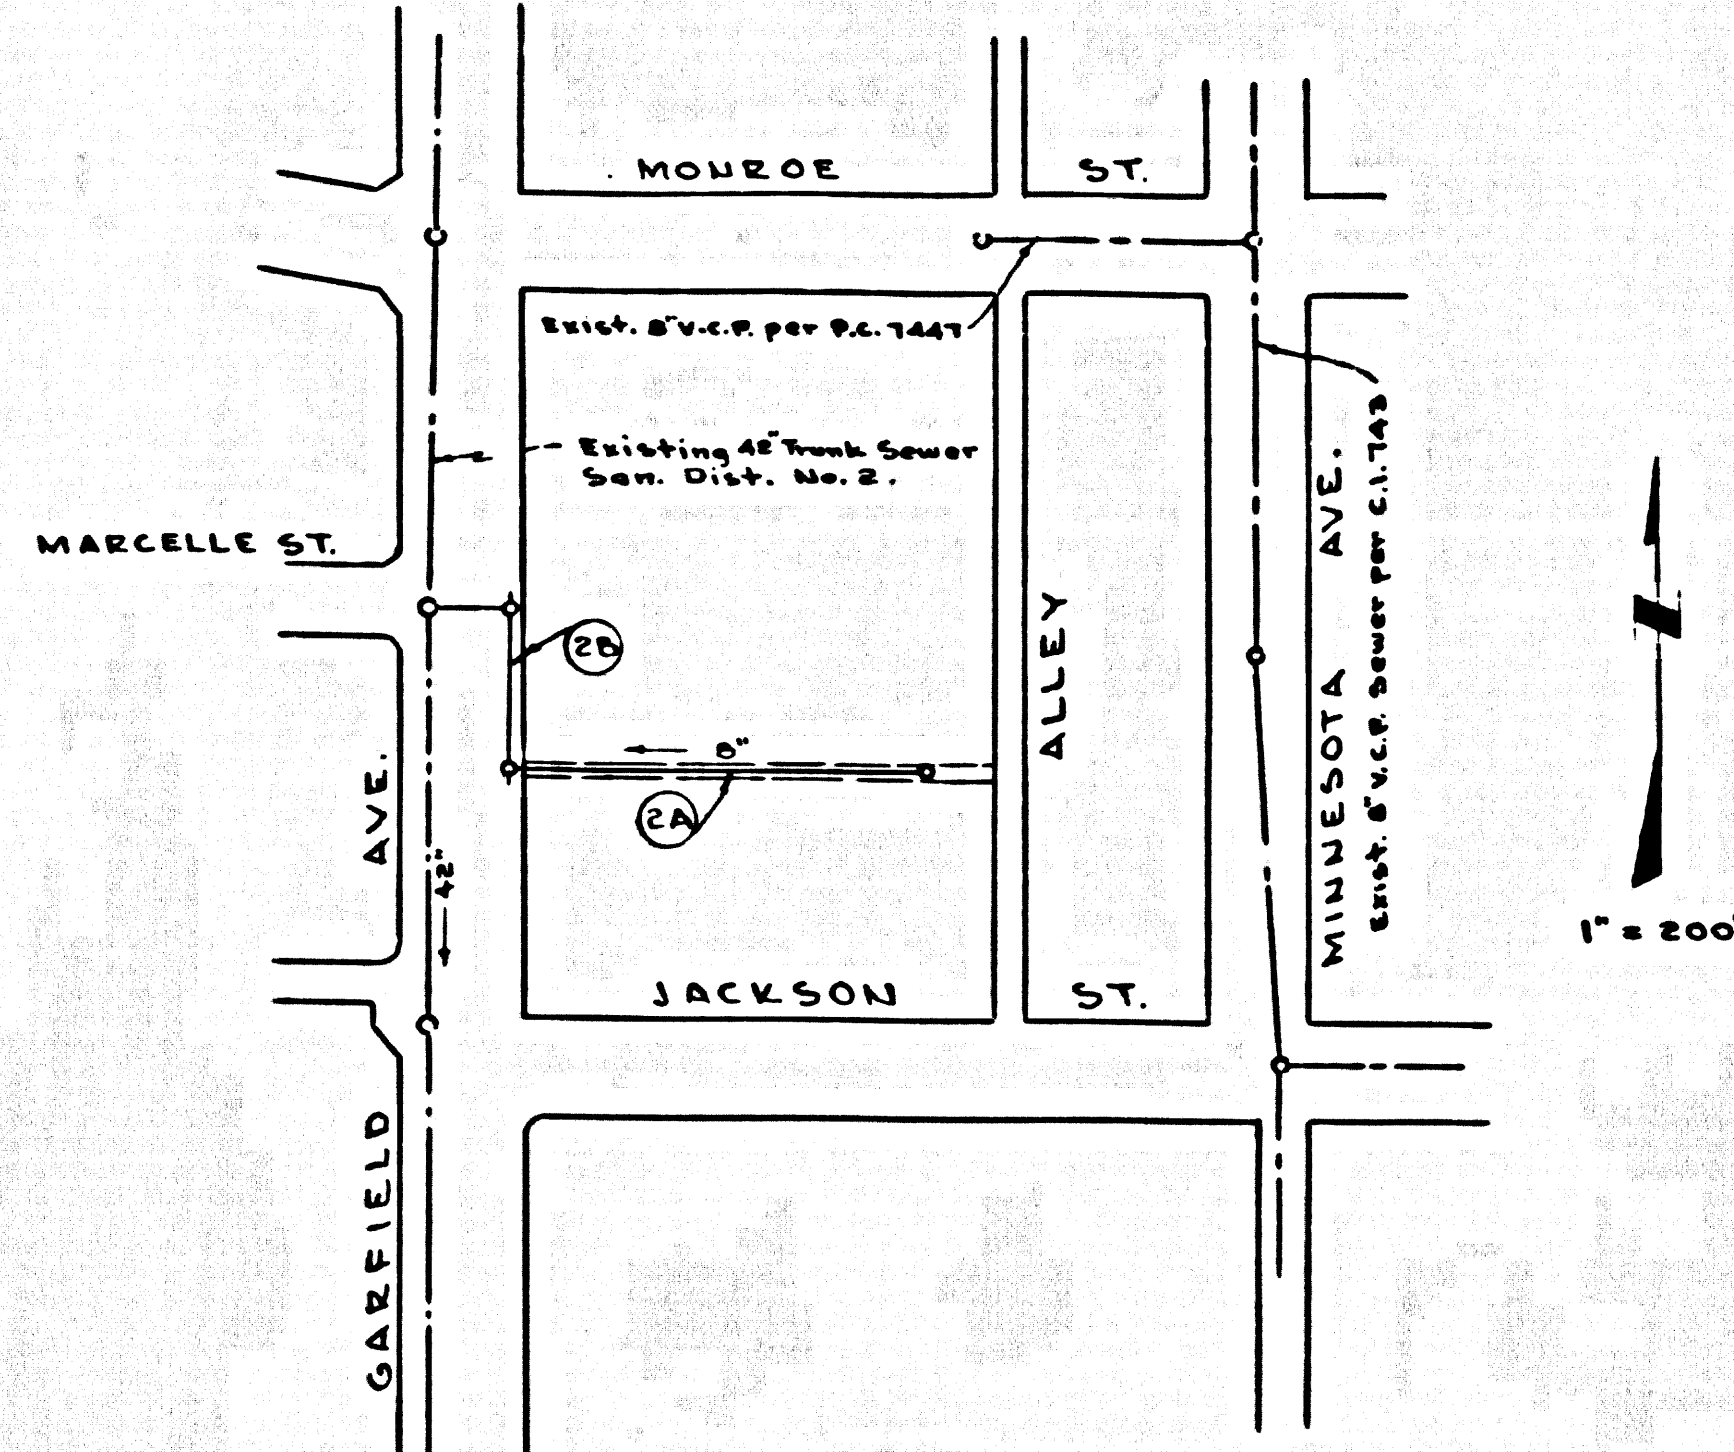 MONROE ST.
Exist. 8" V.C.P. per P.C. 7447
Existing 42" Trunk Sewer
San. Dist. No. 2.
MARCELLE ST.
2B
8"
2A
ALLEY
MINNESOTA AVE.
Exist. 8" V.C.P. Sewer per C.I. 743
N
1" = 200'
42"
JACKSON ST.
GARFIELD AVE.